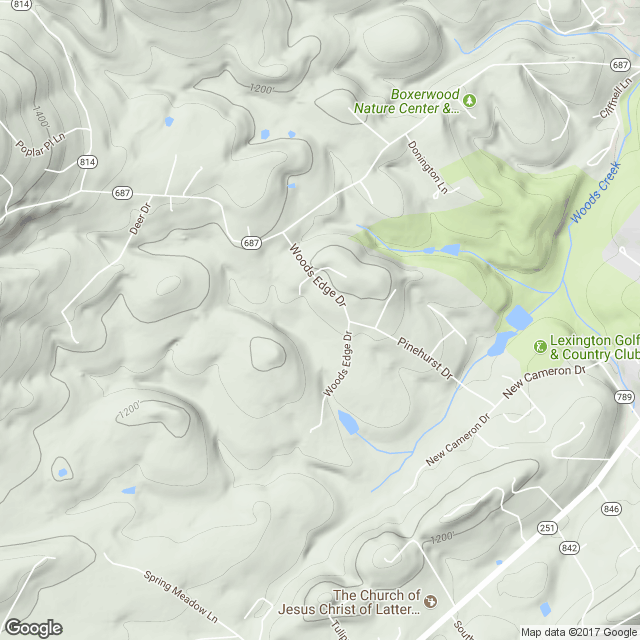 814
687
1200'
Boxerwood
Nature Center &...
Cliffnell Ln
1400'
Poplar Pl Ln
814
Donington Ln
687
Deer Dr
Woods Creek
687
Woods Edge Dr
Lexington Golf
& Country Club
Pinehurst Dr
Woods Edge Dr
New Cameron Dr
789
1200'
New Cameron Dr
846
251
842
1200'
Spring Meadow Ln
The Church of
Jesus Christ of Latter...
Tulip
South
Google
Map data ©2017 Google